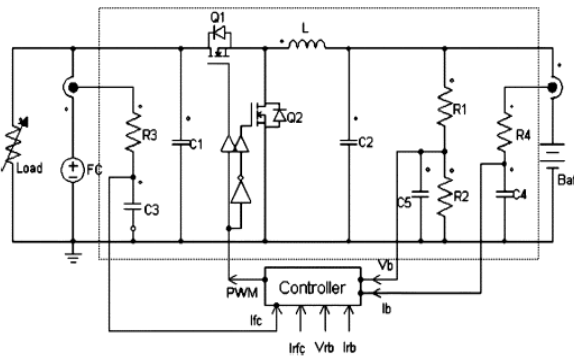 Q1
L
R1
R3
R4
Q2
C1
C2
Load
FC
Bat
C5
R2
C4
C3
Vb
Controller
PWM
Ib
Ifc
Irfc
Vrb
Irb